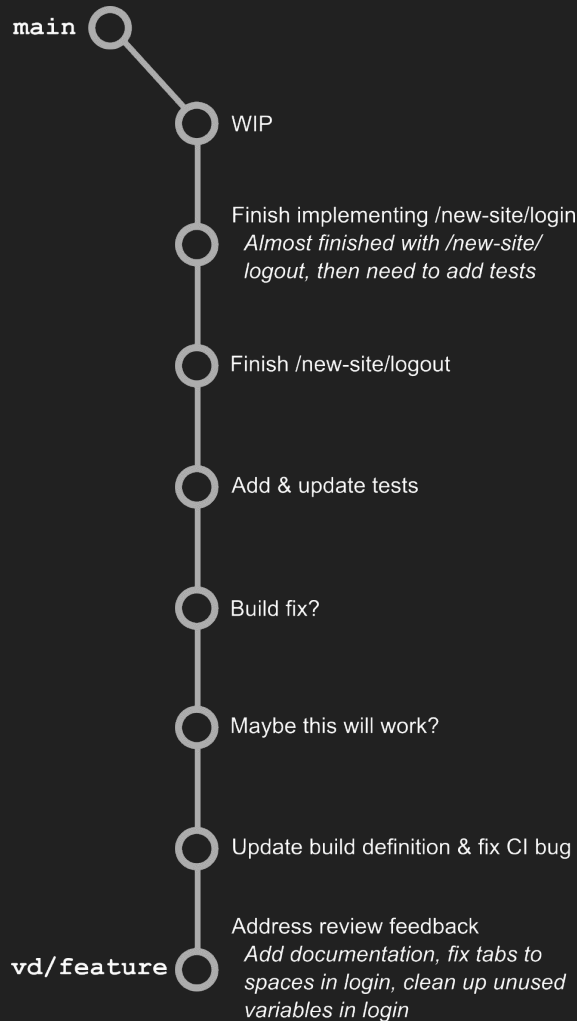 main
WIP
Finish implementing /new-site/login
Almost finished with /new-site/
logout, then need to add tests
Finish /new-site/logout
Add & update tests
Build fix?
Maybe this will work?
Update build definition & fix CI bug
Address review feedback
vd/feature
Add documentation, fix tabs to
spaces in login, clean up unused
variables in login